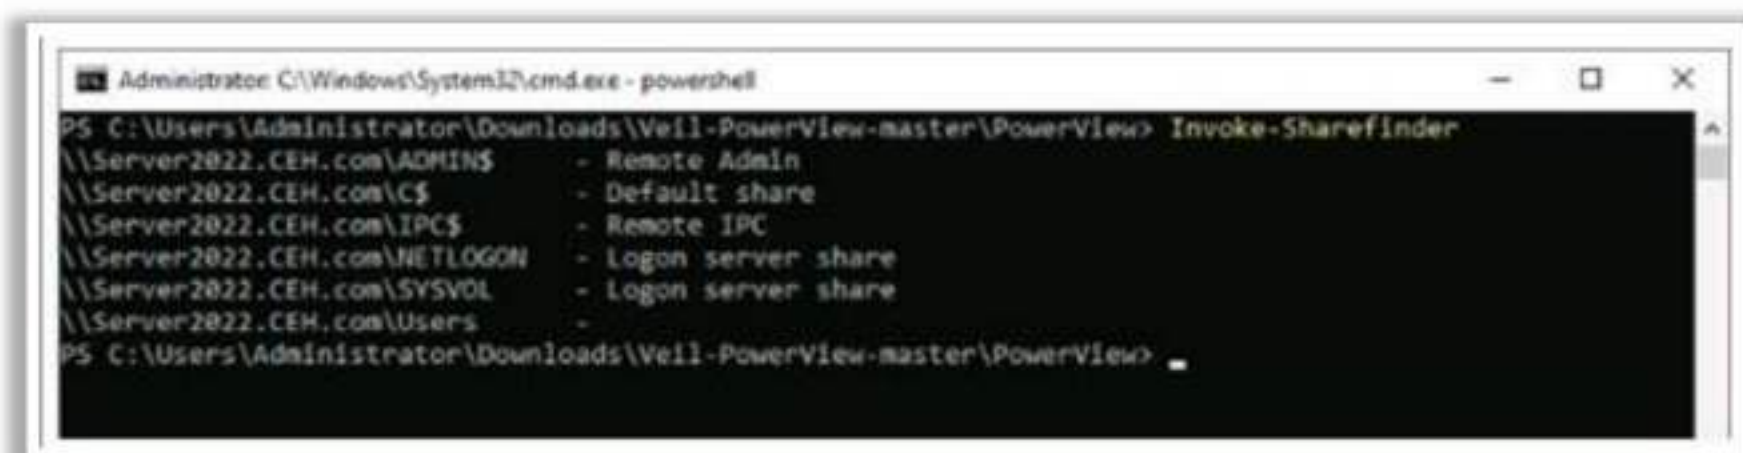 Administrator: C:\Windows\System32\cmd.exe - powershell
PS C:\Users\Administrator\Downloads\Veil-PowerView-master\PowerView> Invoke-Sharefinder
\\Server2022.CEH.com\ADMIN$ - Remote Admin
\\Server2022.CEH.com\C$ - Default share
\\Server2022.CEH.com\IPC$ - Remote IPC
\\Server2022.CEH.com\NETLOGON - Logon server share
\\Server2022.CEH.com\SYSVOL - Logon server share
\\Server2022.CEH.com\Users -
PS C:\Users\Administrator\Downloads\Veil-PowerView-master\PowerView>